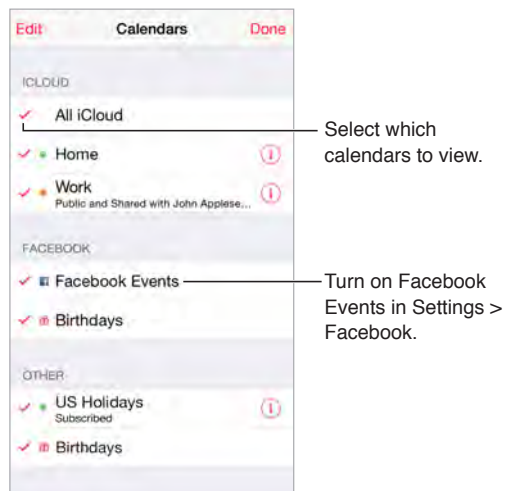 Edit Calendars Done
ICLOUD
All iCloud
Home
Work
Public and Shared with John Applese...
FACEBOOK
Facebook Events
Birthdays
OTHER
US Holidays
Subscribed
Birthdays
Select which
calendars to view.
Turn on Facebook
Events in Settings >
Facebook.